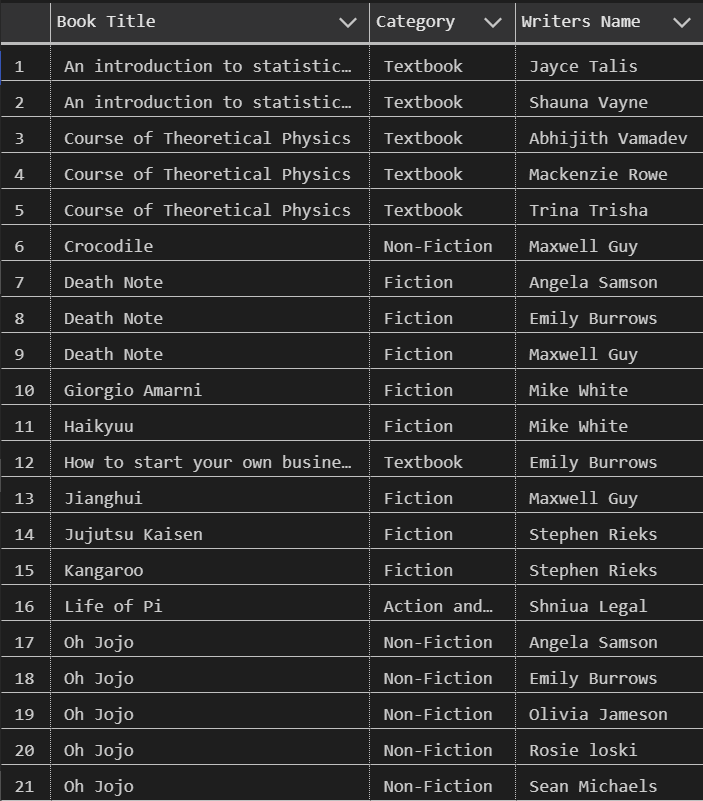 Book Title Category Writers Name
1 An introduction to statistic… Textbook Jayce Talis
2 An introduction to statistic… Textbook Shauna Vayne
3 Course of Theoretical Physics Textbook Abhijith Vamadev
4 Course of Theoretical Physics Textbook Mackenzie Rowe
5 Course of Theoretical Physics Textbook Trina Trisha
6 Crocodile Non-Fiction Maxwell Guy
7 Death Note Fiction Angela Samson
8 Death Note Fiction Emily Burrows
9 Death Note Fiction Maxwell Guy
10 Giorgio Amarni Fiction Mike White
11 Haikyuu Fiction Mike White
12 How to start your own busine… Textbook Emily Burrows
13 Jianghui Fiction Maxwell Guy
14 Jujutsu Kaisen Fiction Stephen Rieks
15 Kangaroo Fiction Stephen Rieks
16 Life of Pi Action and… Shniua Legal
17 Oh Jojo Non-Fiction Angela Samson
18 Oh Jojo Non-Fiction Emily Burrows
19 Oh Jojo Non-Fiction Olivia Jameson
20 Oh Jojo Non-Fiction Rosie loski
21 Oh Jojo Non-Fiction Sean Michaels